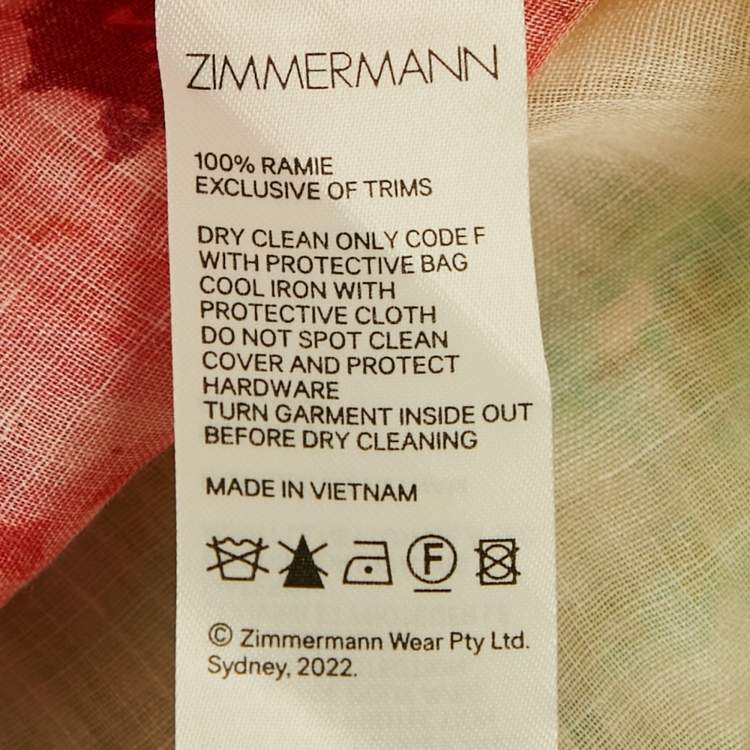 ZIMMERMANN
100% RAMIE
EXCLUSIVE OF TRIMS
DRY CLEAN ONLY CODE F
WITH PROTECTIVE BAG
COOL IRON WITH
PROTECTIVE CLOTH
DO NOT SPOT CLEAN
COVER AND PROTECT
HARDWARE
TURN GARMENT INSIDE OUT
BEFORE DRY CLEANING
MADE IN VIETNAM
F
© Zimmermann Wear Pty Ltd.
Sydney, 2022.